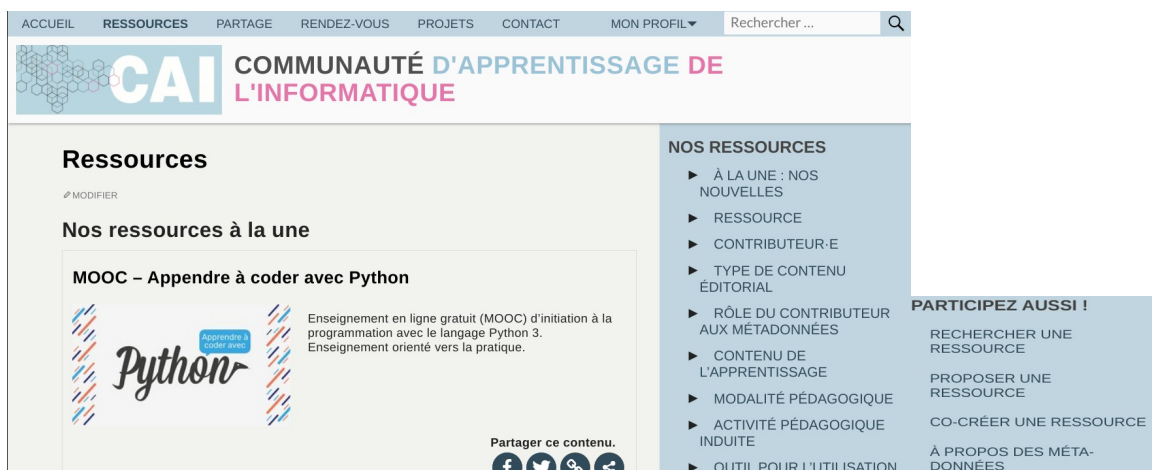 ACCUEIL RESSOURCES PARTAGE RENDEZ-VOUS PROJETS CONTACT MON PROFIL Rechercher ...
CAI
COMMUNAUTÉ D'APPRENTISSAGE DE
L'INFORMATIQUE
Ressources
MODIFIER
Nos ressources à la une
MOOC – Appendre à coder avec Python
Apprendre à
coder avec
Python
Enseignement en ligne gratuit (MOOC) d’initiation à la
programmation avec le langage Python 3.
Enseignement orienté vers la pratique.
Partager ce contenu.
NOS RESSOURCES
À LA UNE : NOS
NOUVELLES
RESSOURCE
CONTRIBUTEUR·E
TYPE DE CONTENU
ÉDITORIAL
RÔLE DU CONTRIBUTEUR
AUX MÉTADONNÉES
CONTENU DE
L’APPRENTISSAGE
MODALITÉ PÉDAGOGIQUE
ACTIVITÉ PÉDAGOGIQUE
INDUITE
OUTIL POUR L’UTILISATION
PARTICIPEZ AUSSI !
RECHERCHER UNE
RESSOURCE
PROPOSER UNE
RESSOURCE
CO-CRÉER UNE RESSOURCE
À PROPOS DES MÉTA-
DONNÉES